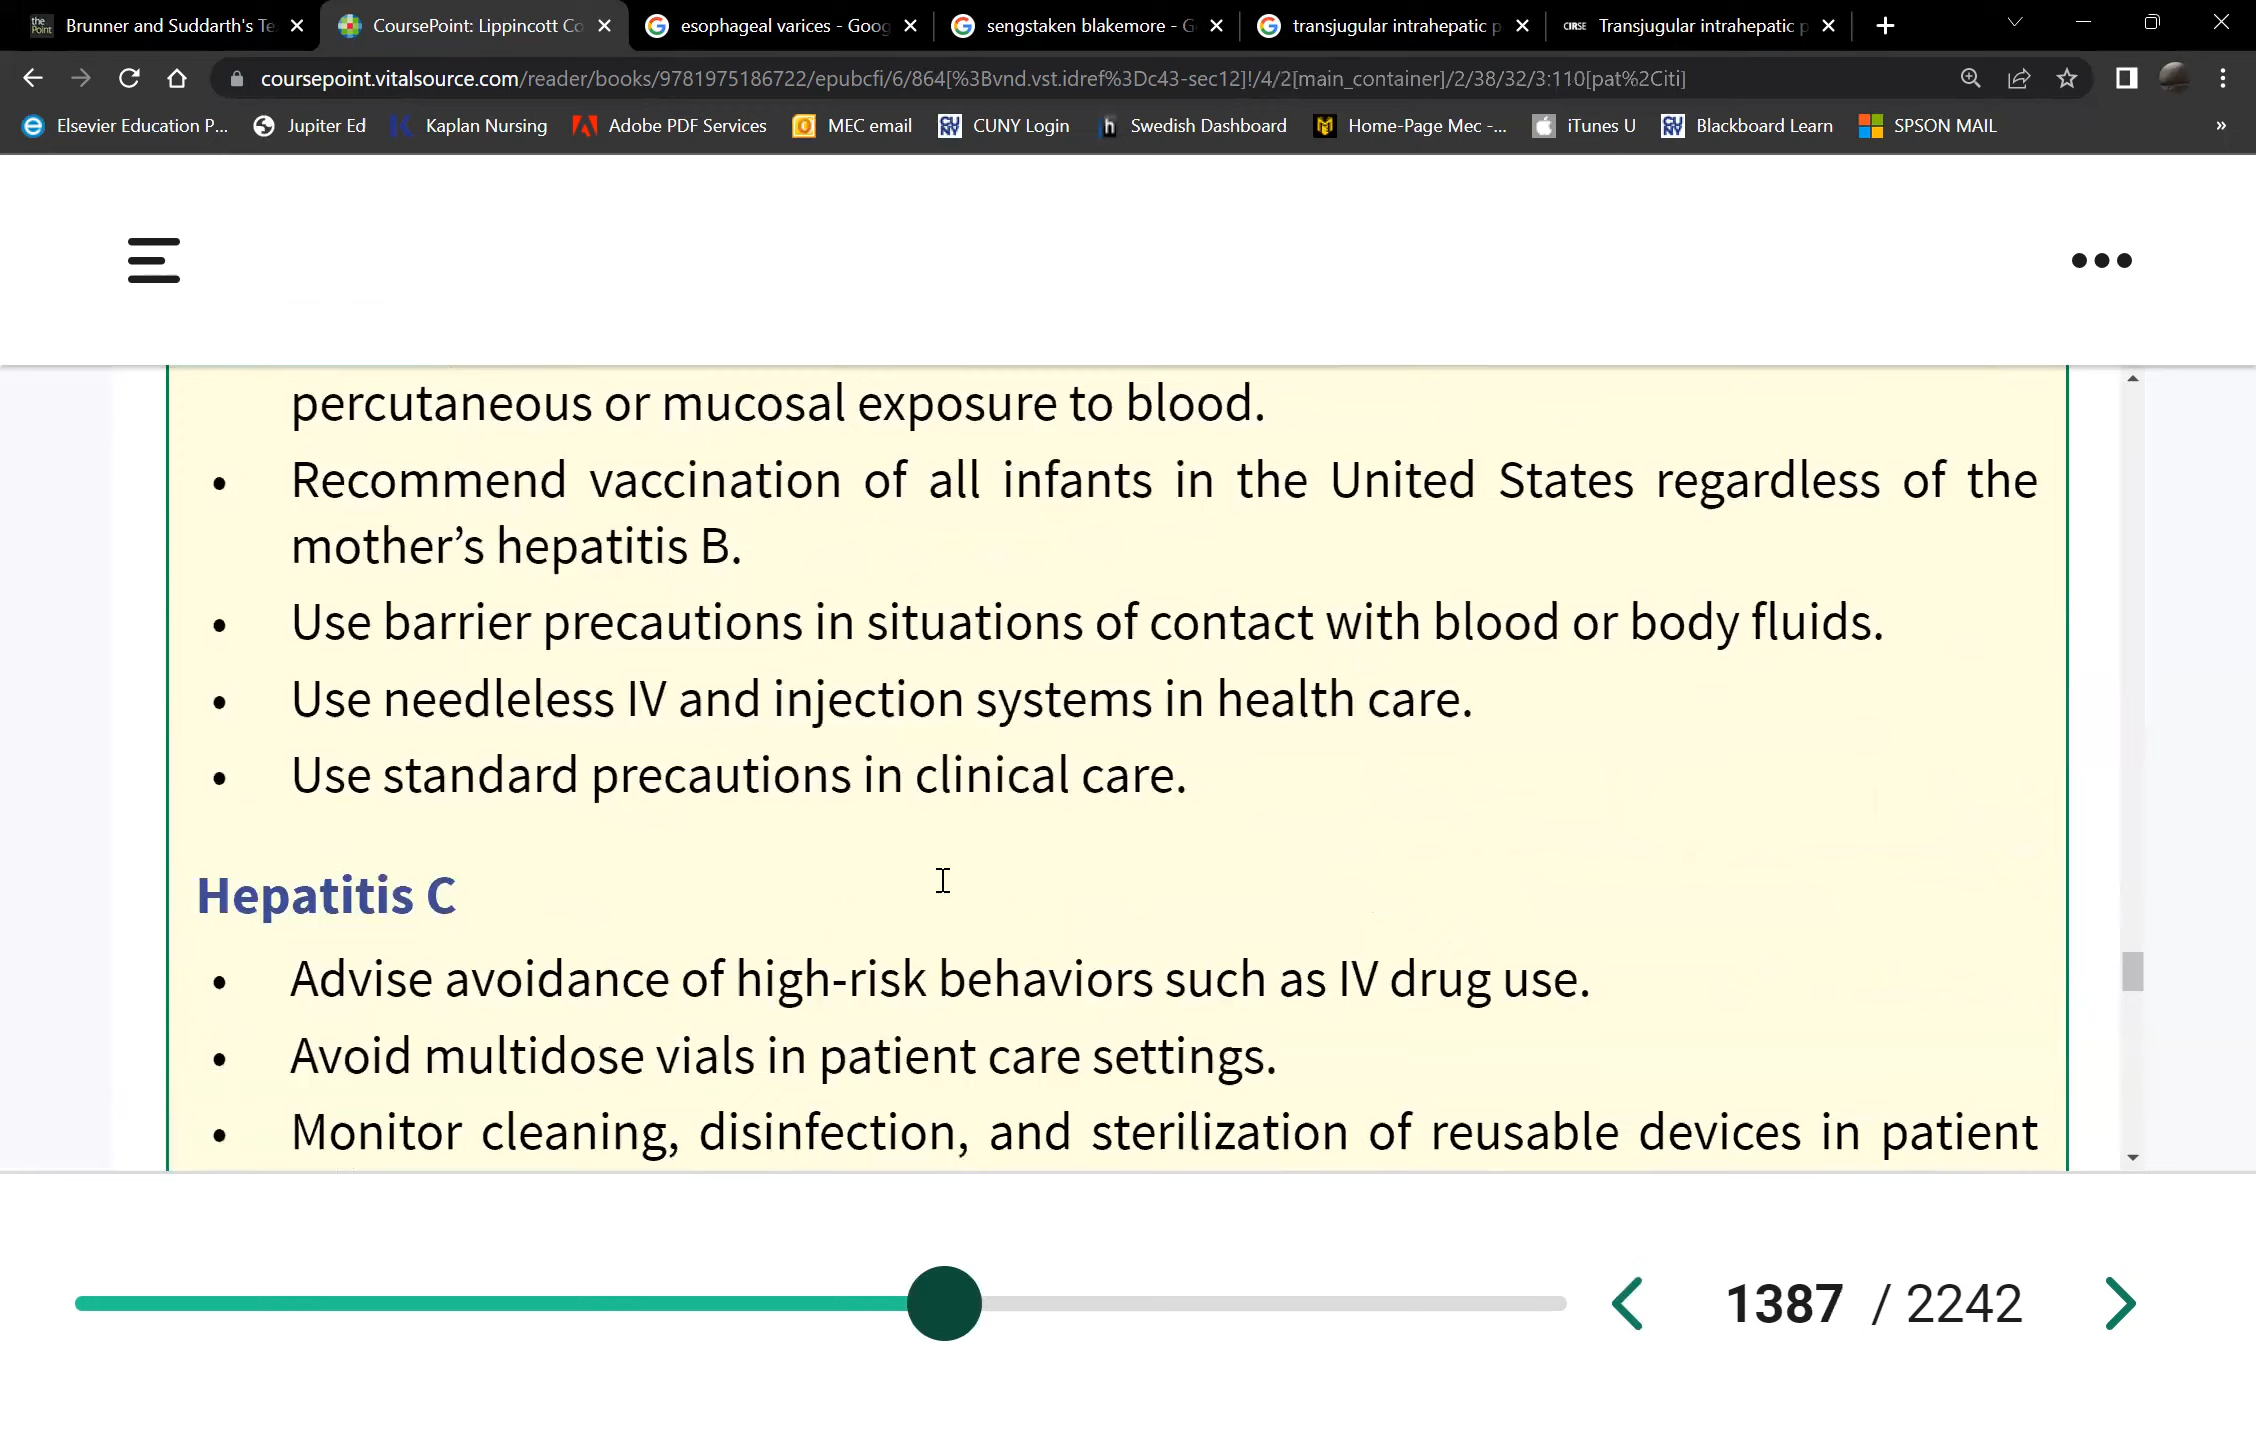 the Point
Brunner and Suddarth's Te
CoursePoint: Lippincott Co
esophageal varices - Goog
sengstaken blakemore - G
transjugular intrahepatic p
CIRSE
Transjugular intrahepatic p
coursepoint.vitalsource.com/reader/books/9781975186722/epubcfi/6/864[%3Bvnd.vst.idref%3Dc43-sec12]!/4/2[main_container]/2/38/32/3:110[pat%2Citi]
Elsevier Education P...
Jupiter Ed
Kaplan Nursing
Adobe PDF Services
MEC email
CUNY Login
Swedish Dashboard
Home-Page Mec -...
iTunes U
Blackboard Learn
SPSON MAIL
»
percutaneous or mucosal exposure to blood.
• Recommend vaccination of all infants in the United States regardless of the
mother’s hepatitis B.
• Use barrier precautions in situations of contact with blood or body fluids.
• Use needleless IV and injection systems in health care.
• Use standard precautions in clinical care.
Hepatitis C
• Advise avoidance of high-risk behaviors such as IV drug use.
• Avoid multidose vials in patient care settings.
• Monitor cleaning, disinfection, and sterilization of reusable devices in patient
1387 / 2242